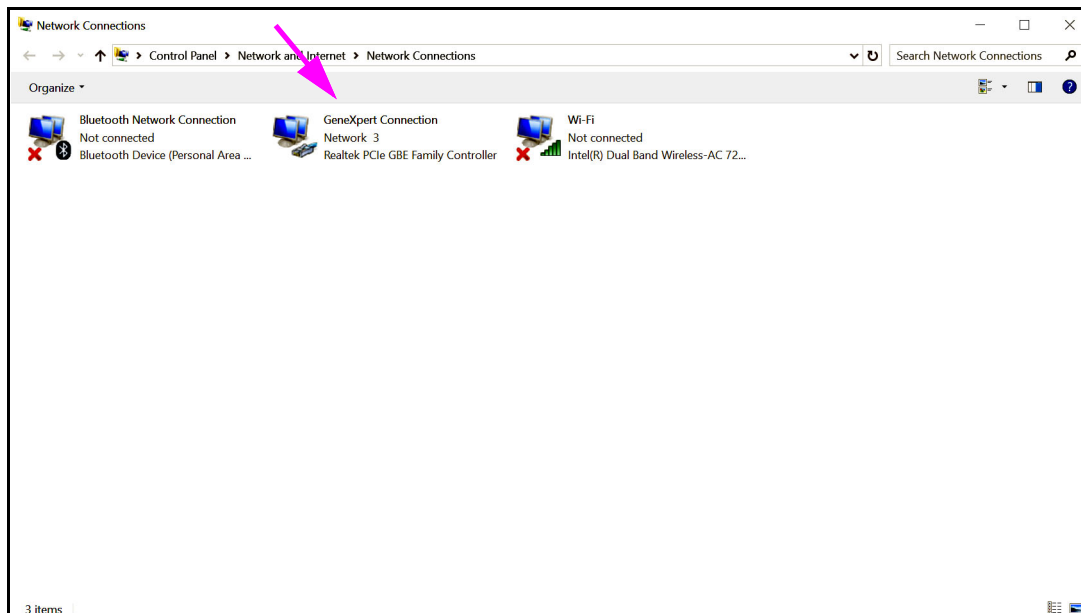 Network Connections
Control Panel > Network and Internet > Network Connections
Search Network Connections
Organize
Bluetooth Network Connection
Not connected
Bluetooth Device (Personal Area ...
GeneXpert Connection
Network 3
Realtek PCIe GBE Family Controller
Wi-Fi
Not connected
Intel(R) Dual Band Wireless-AC 72...
3 items